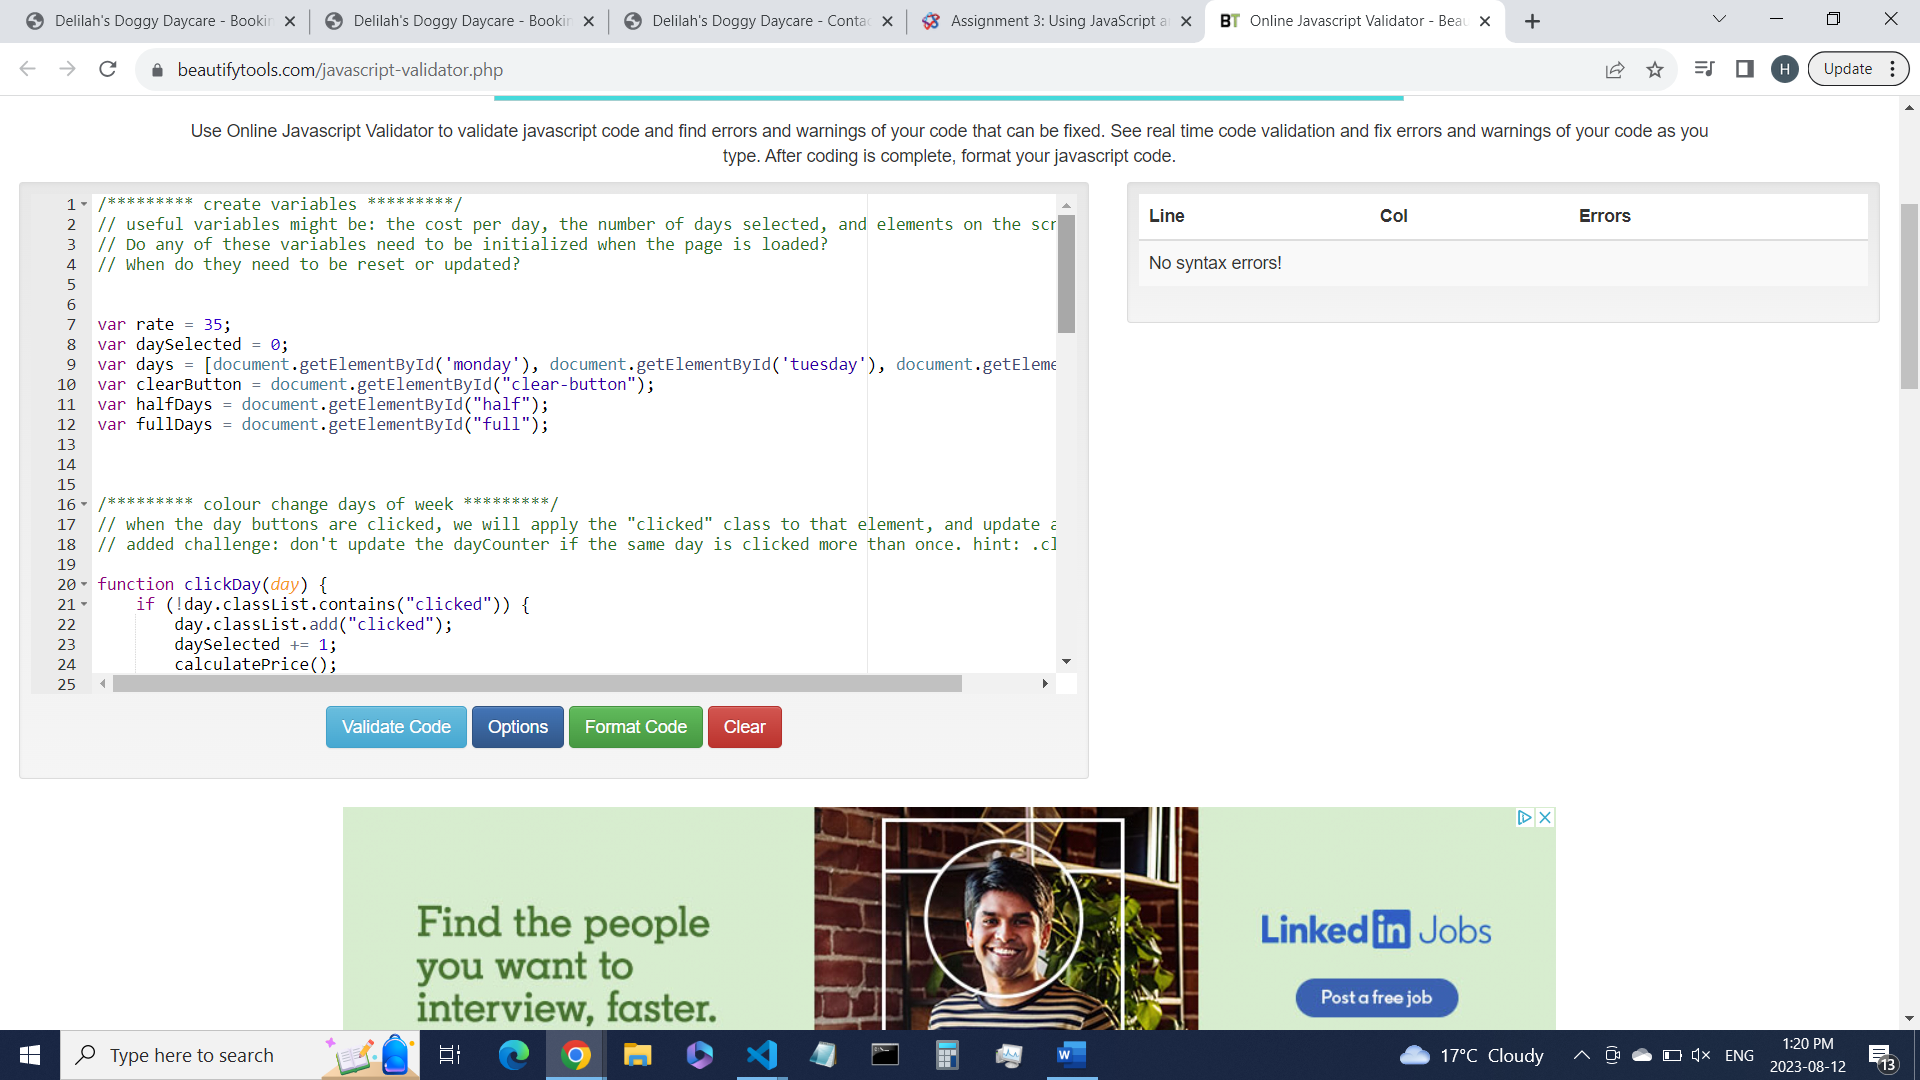 Delilah's Doggy Daycare - Bookin
Delilah's Doggy Daycare - Bookin
Delilah's Doggy Daycare - Conta
Assignment 3: Using JavaScript a
BT Online Javascript Validator - Beau
beautifytools.com/javascript-validator.php
H
Update
Use Online Javascript Validator to validate javascript code and find errors and warnings of your code that can be fixed. See real time code validation and fix errors and warnings of your code as you
type. After coding is complete, format your javascript code.
1 /********* create variables *********/
2 // useful variables might be: the cost per day, the number of days selected, and elements on the scr
3 // Do any of these variables need to be initialized when the page is loaded?
4 // When do they need to be reset or updated?
5
6
7 var rate = 35;
8 var daySelected = 0;
9 var days = [document.getElementById('monday'), document.getElementById('tuesday'), document.getEleme
10 var clearButton = document.getElementById("clear-button");
11 var halfDays = document.getElementById("half");
12 var fullDays = document.getElementById("full");
13
14
15
16 /********* colour change days of week *********/
17 // when the day buttons are clicked, we will apply the "clicked" class to that element, and update a
18 // added challenge: don't update the dayCounter if the same day is clicked more than once. hint: .cl
19
20 function clickDay(day) {
21 if (!day.classList.contains("clicked")) {
22 day.classList.add("clicked");
23 daySelected += 1;
24 calculatePrice();
25
Line Col Errors
No syntax errors!
Validate Code Options Format Code Clear
Find the people
you want to
interview, faster.
Linked in Jobs
Post a free job
Type here to search
17°C Cloudy
ENG
1:20 PM
2023-08-12
13